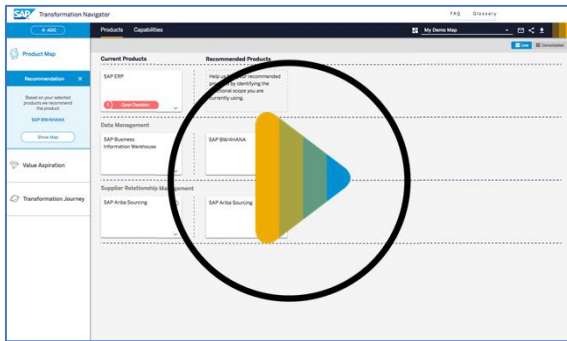 SAP Transformation Navigator
FAQ Glossary
+ ADD
Products Capabilities
My Demo Map
Product Map
Current Products
Recommended Products
Recommendation X
Based on your selected
products we recommend
the product
SAP BW/4HANA
Show Map
SAP ERP
Open Decision
Help us
recommended
by identifying the
scope you are
currently using.
Data Management
SAP Business
Information Warehouse
SAP BW/4HANA
Value Aspiration
Supplier Relationship Management
SAP Ariba Sourcing
SAP Ariba Sourcing
Transformation Journey